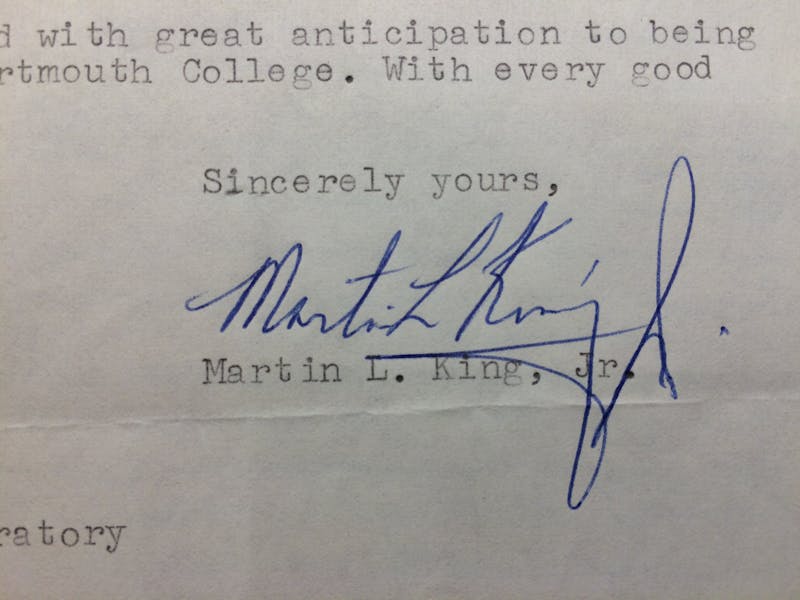 d with great anticipation to being
rtmouth College. With every good
Sincerely yours,
Martin L King Jr.
Martin L. King, Jr.
ratory